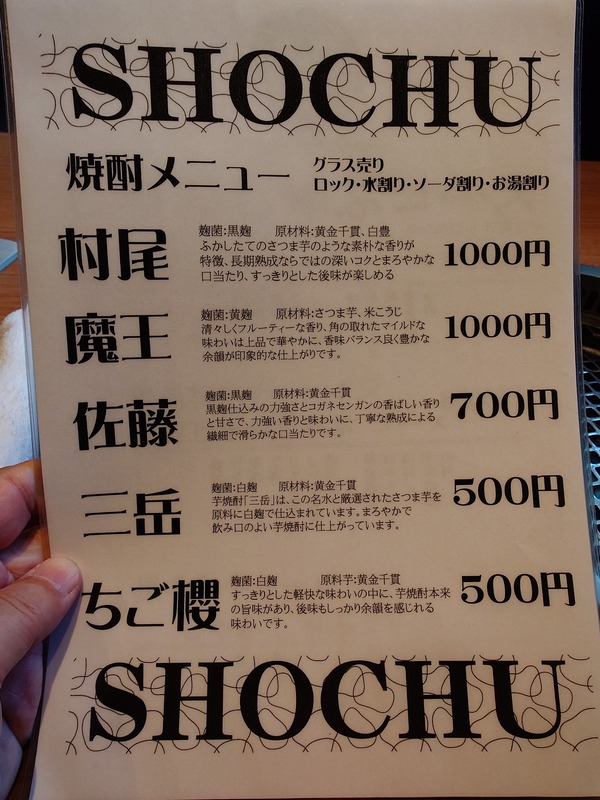 SHOCHU
焼酎メニュー
グラス売り
ロック・水割り・ソーダ割り・お湯割り
村尾
麹菌:黒麹 原材料:黄金千貫、白豊
ふかしたてのさつま芋のような素朴な香りが
特徴、長期熟成ならではの深いコクとまろやかな
口当たり、すっきりとした後味が楽しめる
1000円
魔王
麹菌:黄麹 原材料:さつま芋、米こうじ
清々しくフルーティーな香り、角の取れたマイルドな
味わいは上品で華やかに、香味バランス良く豊かな
余韻が印象的な仕上がりです。
1000円
佐藤
麹菌:黒麹 原材料:黄金千貫
黒麹仕込みの力強さとコガネセンガンの香ばしい香り
と甘さで、力強い香りと味わいに、丁寧な熟成による
繊細で滑らかな口当たりです。
700円
三岳
麹菌:白麹 原材料:黄金千貫
芋焼酎「三岳」は、この名水と厳選されたさつま芋を
原料に白麹で仕込まれています。まろやかで
飲み口のよい芋焼酎に仕上がっています。
500円
ちご櫻
麹菌:白麹 原料芋:黄金千貫
すっきりとした軽快な味わいの中に、芋焼酎本来
の旨味があり、後味もしっかり余韻を感じれる
味わいです。
500円
SHOCHU